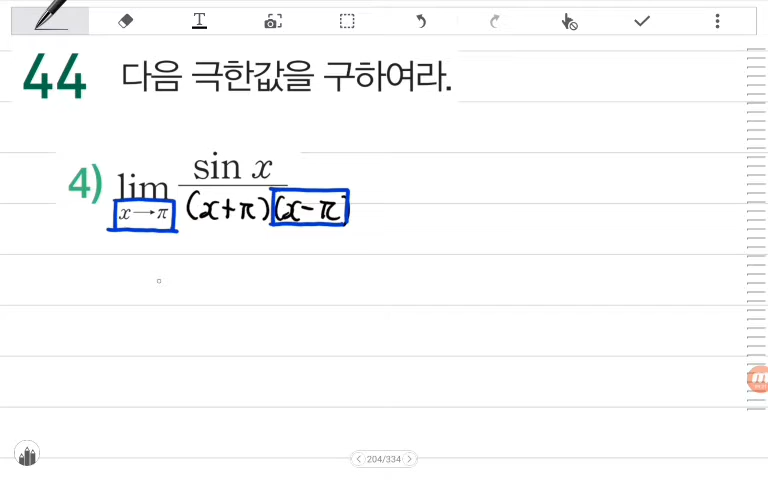 T
44 다음 극한값을 구하여라.
4) lim x→π sin x / (x+π)(x-π)
204/334